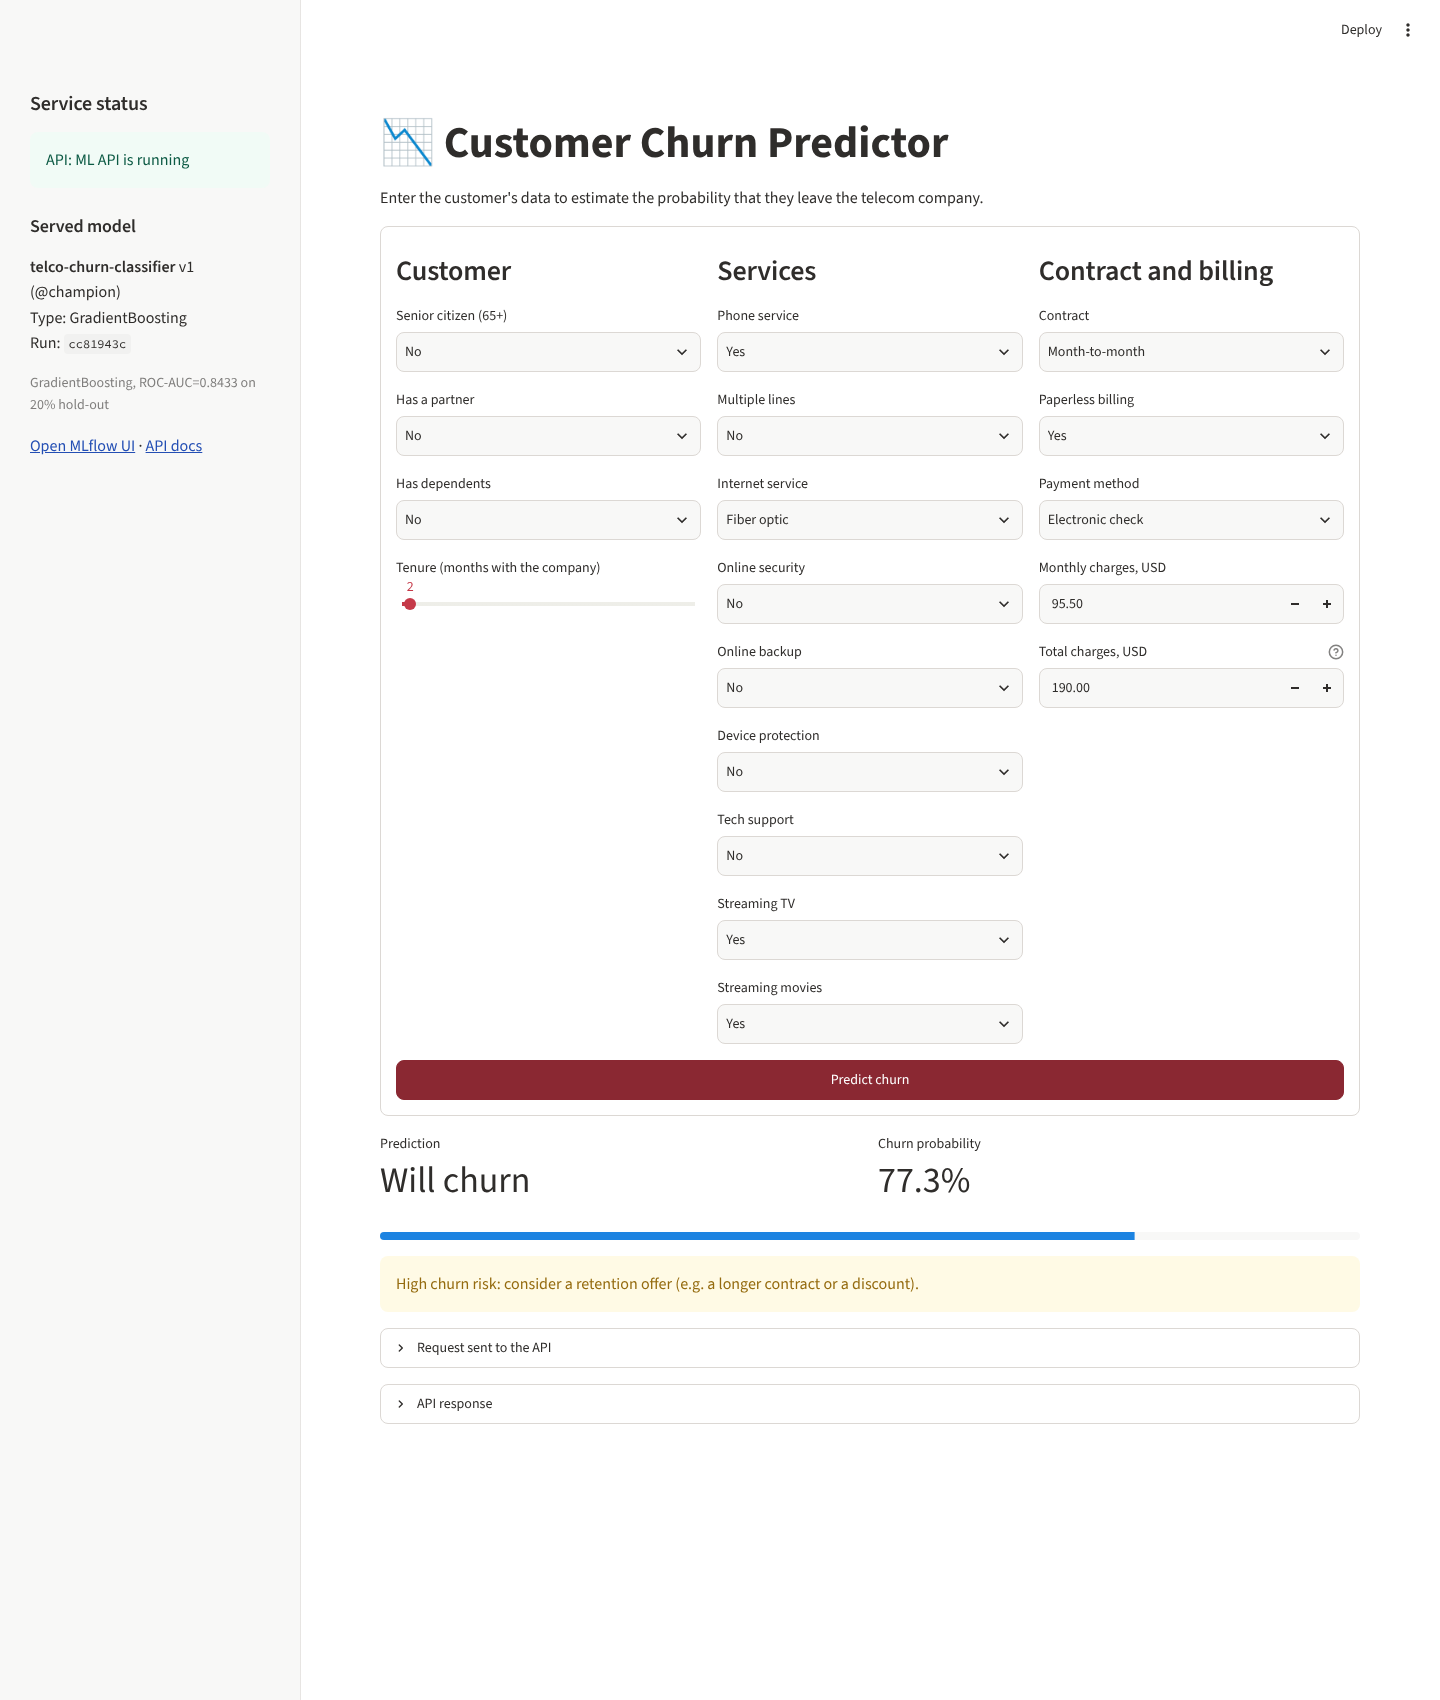 Deploy
Service status
API: ML API is running
Served model
telco-churn-classifier v1
(@champion)
Type: GradientBoosting
Run: cc81943c
GradientBoosting, ROC-AUC=0.8433 on
20% hold-out
Open MLflow UI · API docs
Customer Churn Predictor
Enter the customer's data to estimate the probability that they leave the telecom company.
Customer
Senior citizen (65+)
No
Has a partner
No
Has dependents
No
Tenure (months with the company)
2
Services
Phone service
Yes
Multiple lines
No
Internet service
Fiber optic
Online security
No
Online backup
No
Device protection
No
Tech support
No
Streaming TV
Yes
Streaming movies
Yes
Contract and billing
Contract
Month-to-month
Paperless billing
Yes
Payment method
Electronic check
Monthly charges, USD
95.50
Total charges, USD
190.00
Predict churn
Prediction
Will churn
Churn probability
77.3%
High churn risk: consider a retention offer (e.g. a longer contract or a discount).
Request sent to the API
API response